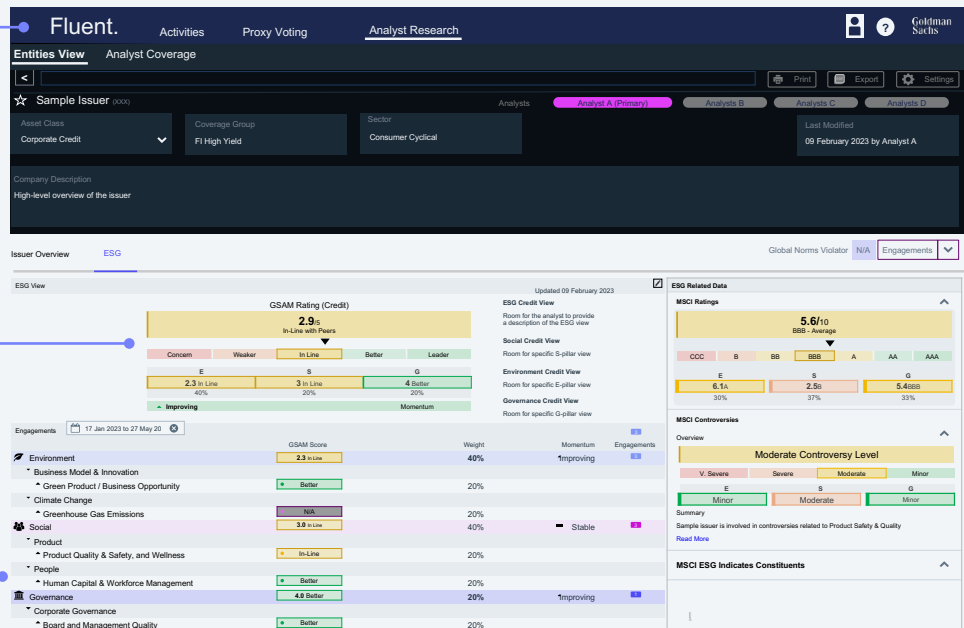 Fluent.
Activities
Proxy Voting
Analyst Research
?
Goldman
Sachs
Entities View
Analyst Coverage
<
Print
Export
Settings
Sample Issuer (XXX)
Analysts
Analyst A (Primary)
Analysts B
Analysts C
Analysts D
Asset Class
Corporate Credit
Coverage Group
FI High Yield
Sector
Consumer Cyclical
Last Modified
09 February 2023 by Analyst A
Company Description
High-level overview of the issuer
Issuer Overview
ESG
Global Norms Violator N/A
Engagements
ESG View
Updated 09 February 2023
GSAM Rating (Credit)
2.9/5
In-Line with Peers
Concern Weaker In Line Better Leader
E S G
2.3 In Line 3 In Line 4 Better
40% 20% 20%
Improving Momentum
ESG Credit View
Room for the analyst to provide
a description of the ESG view
Social Credit View
Room for specific S-pillar view
Environment Credit View
Room for specific E-pillar view
Governance Credit View
Room for specific G-pillar view
Engagements
17 Jan 2023 to 27 May 20
GSAM Score Weight Momentum Engagements
Environment 2.3 In Line 40% Improving
Business Model & Innovation
Green Product / Business Opportunity Better 20%
Climate Change
Greenhouse Gas Emissions N/A 20%
Social 3.0 In Line 40% Stable
Product
Product Quality & Safety, and Wellness In-Line 20%
People
Human Capital & Workforce Management Better 20%
Governance 4.0 Better 20% Improving
Corporate Governance
Board and Management Quality Better 20%
ESG Related Data
MSCI Ratings
5.6/10
BBB - Average
CCC B BB BBB A AA AAA
E S G
6.1A 2.5B 5.4BBB
30% 37% 33%
MSCI Controversies
Overview
Moderate Controversy Level
V. Severe Severe Moderate Minor
E S G
Minor Moderate Minor
Summary
Sample issuer is involved in controversies related to Product Safety & Quality
Read More
MSCI ESG Indicates Constituents